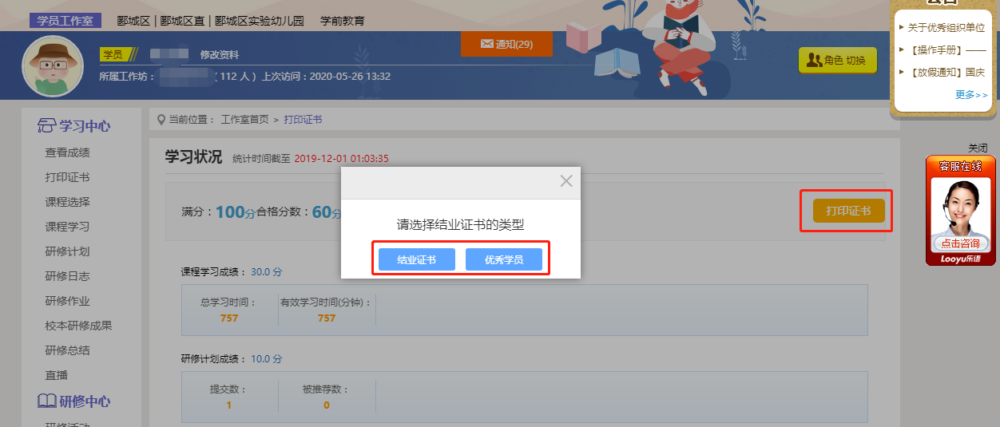 学员工作室 郾城区 | 郾城区直 | 郾城区实验幼儿园 学前教育
通知(29)
学员 修改资料
所属工作坊： ( 112 人 ) 上次访问：2020-05-26 13:32
角色 切换
关于优秀组织单位
【操作手册】——
【放假通知】国庆
更多>>
关闭
客服在线
点击咨询
Looyu乐语
学习中心
查看成绩
打印证书
课程选择
课程学习
研修计划
研修日志
研修作业
校本研修成果
研修总结
直播
研修中心
研修活动
当前位置： 工作室首页 > 打印证书
学习状况 统计时间截至 2019-12-01 01:03:35
满分：100分合格分数：60分
打印证书
请选择结业证书的类型
结业证书 优秀学员
课程学习成绩： 30.0 分
总学习时间： 有效学习时间(分钟)：
757 757
研修计划成绩： 10.0 分
提交数： 被推荐数：
1 0